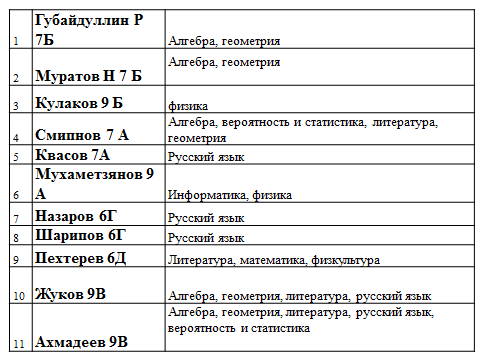 1 Губайдуллин Р
7Б Алгебра, геометрия
2 Муратов Н 7 Б Алгебра, геометрия
3 Кулаков 9 Б физика
4 Смипнов 7 А Алгебра, вероятность и статистика, литература,
геометрия
5 Квасов 7А Русский язык
6 Мухаметзянов 9
А Информатика, физика
7 Назаров 6Г Русский язык
8 Шарипов 6Г Русский язык
9 Пехтерев 6Д Литература, математика, физкультура
10 Жуков 9В Алгебра, геометрия, литература, русский язык
11 Ахмадеев 9В Алгебра, геометрия, литература, русский язык,
вероятность и статистика